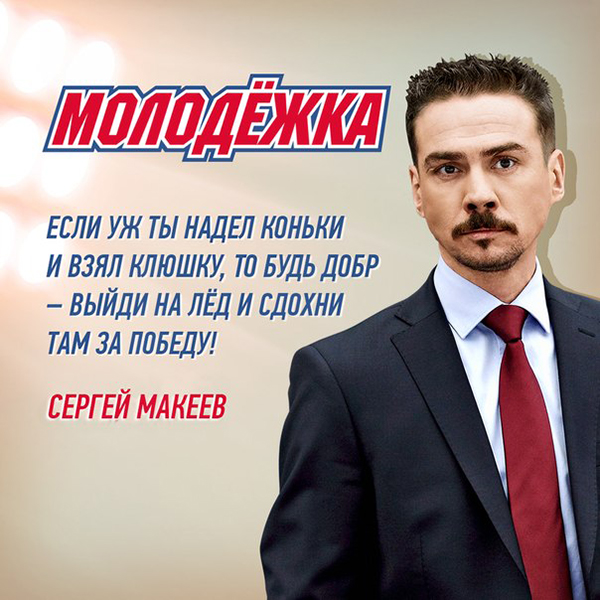 МОЛОДЁЖКА
ЕСЛИ УЖ ТЫ НАДЕЛ КОНЬКИ
И ВЗЯЛ КЛЮШКУ, ТО БУДЬ ДОБР
– ВЫЙДИ НА ЛЁД И СДОХНИ
ТАМ ЗА ПОБЕДУ!
СЕРГЕЙ МАКЕЕВ